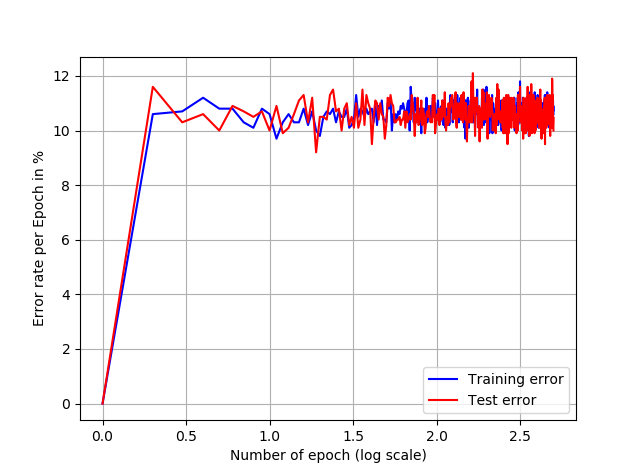 12
10
8
6
4
2
0
Error rate per Epoch in %
Training error
Test error
0.0 0.5 1.0 1.5 2.0 2.5
Number of epoch (log scale)